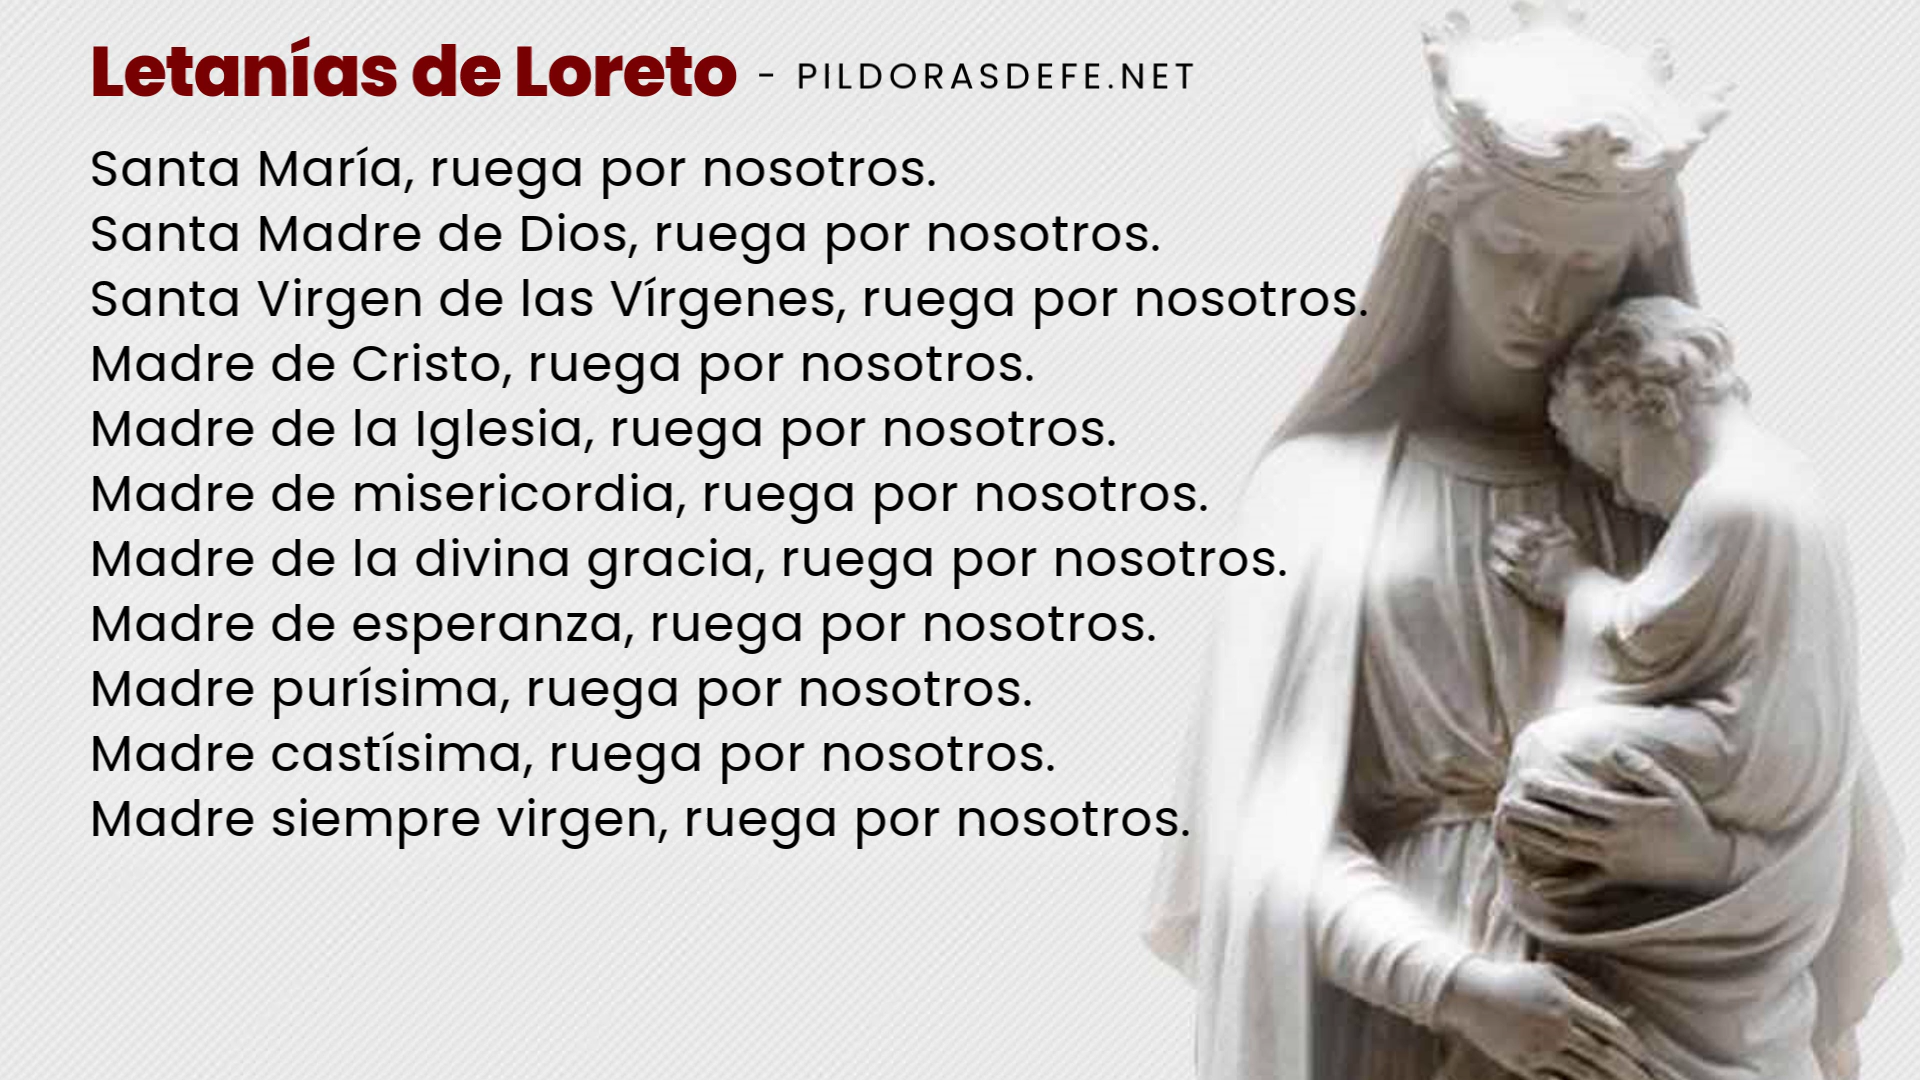 Letanías de Loreto - PILDORASDEFE.NET
Santa María, ruega por nosotros.
Santa Madre de Dios, ruega por nosotros.
Santa Virgen de las Vírgenes, ruega por nosotros.
Madre de Cristo, ruega por nosotros.
Madre de la Iglesia, ruega por nosotros.
Madre de misericordia, ruega por nosotros.
Madre de la divina gracia, ruega por nosotros.
Madre de esperanza, ruega por nosotros.
Madre purísima, ruega por nosotros.
Madre castísima, ruega por nosotros.
Madre siempre virgen, ruega por nosotros.